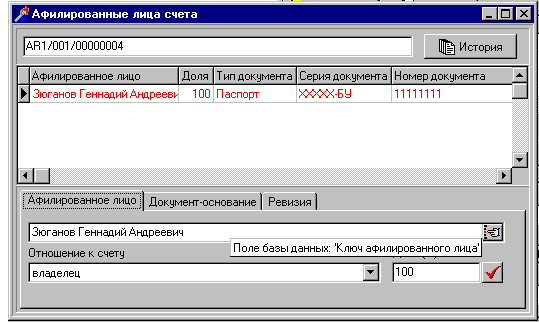 Афилированные лица счета
AR1/001/00000004
История
Афилированное лицо Доля Тип документа Серия документа Номер документа
Зюганов Геннадий Андреевич 100 Паспорт XXXXX-БУ 11111111
Афилированное лицо Документ-основание Ревизия
Зюганов Геннадий Андреевич
Поле базы данных: 'Ключ афилированного лица'
Отношение к счету
владелец 100